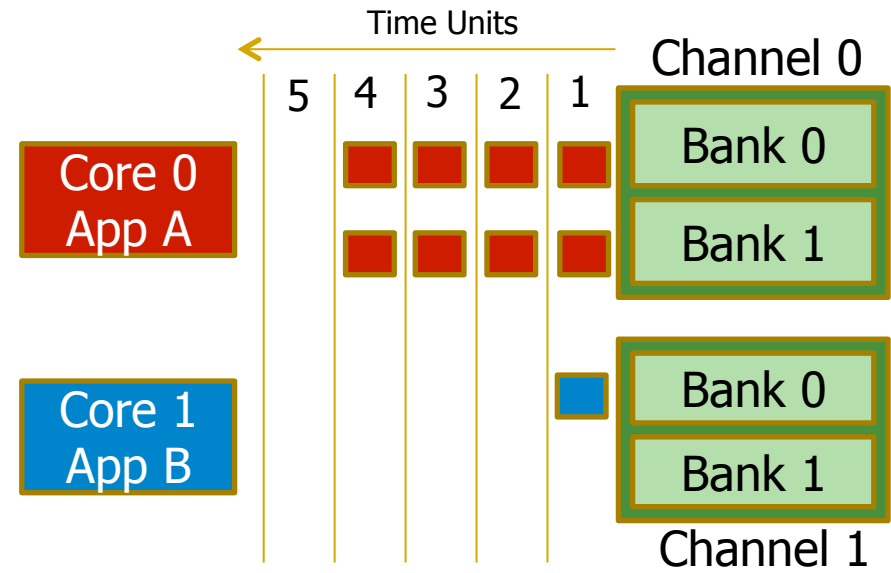 Time Units
Channel 0
5 4 3 2 1
Core 0
App A
Bank 0
Bank 1
Core 1
App B
Bank 0
Bank 1
Channel 1